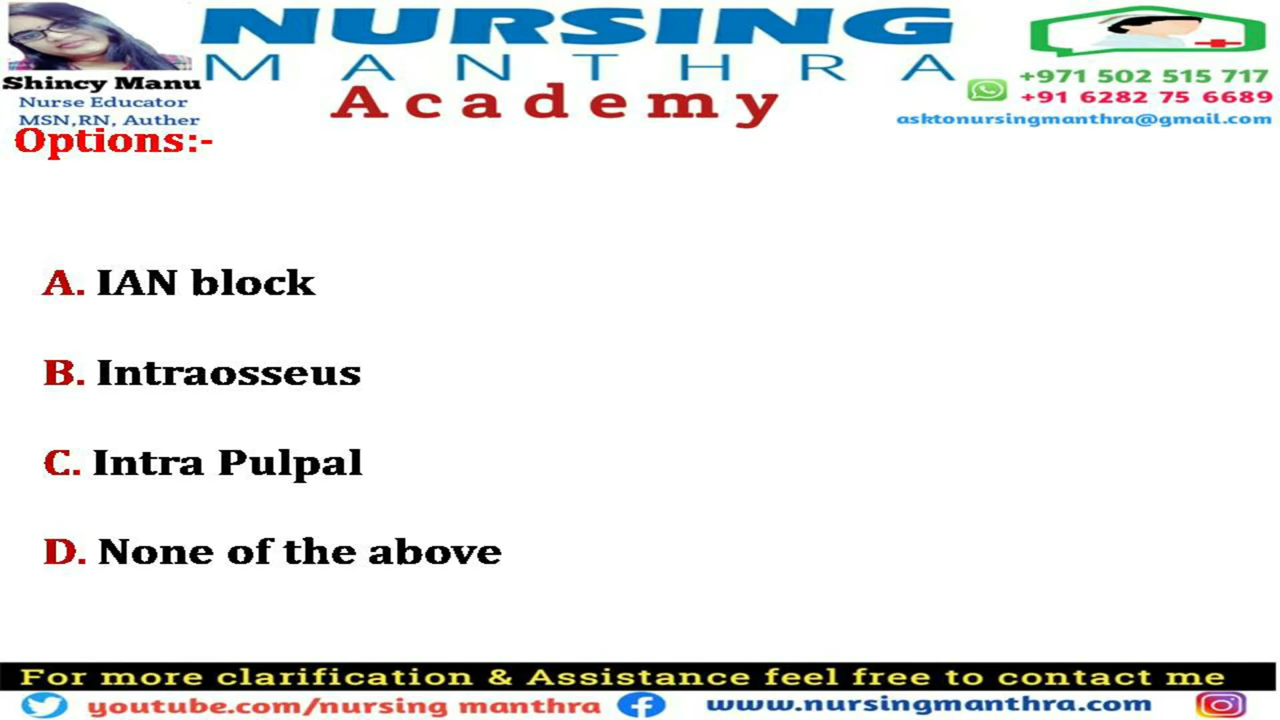 NURSING
MANTHRA
Academy
Shincy Manu
Nurse Educator
MSN,RN, Auther
+971 502 515 717
+91 6282 75 6689
asktonursingmanthra@gmail.com
Options:-
A. IAN block
B. Intraosseus
C. Intra Pulpal
D. None of the above
For more clarification & Assistance feel free to contact me
youtube.com/nursing manthra www.nursingmanthra.com